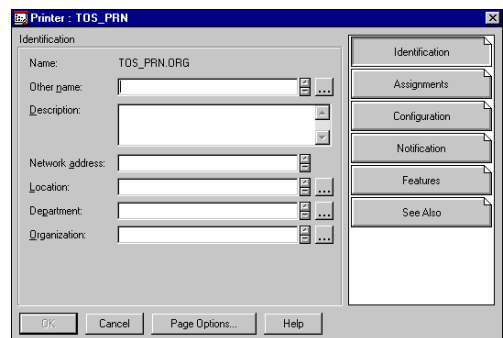 Printer : TOS_PRN
Identification
Name: TOS_PRN.ORG
Other name:
...
Description:
Network address:
Location:
...
Department:
...
Organization:
...
Identification
Assignments
Configuration
Notification
Features
See Also
OK
Cancel
Page Options...
Help